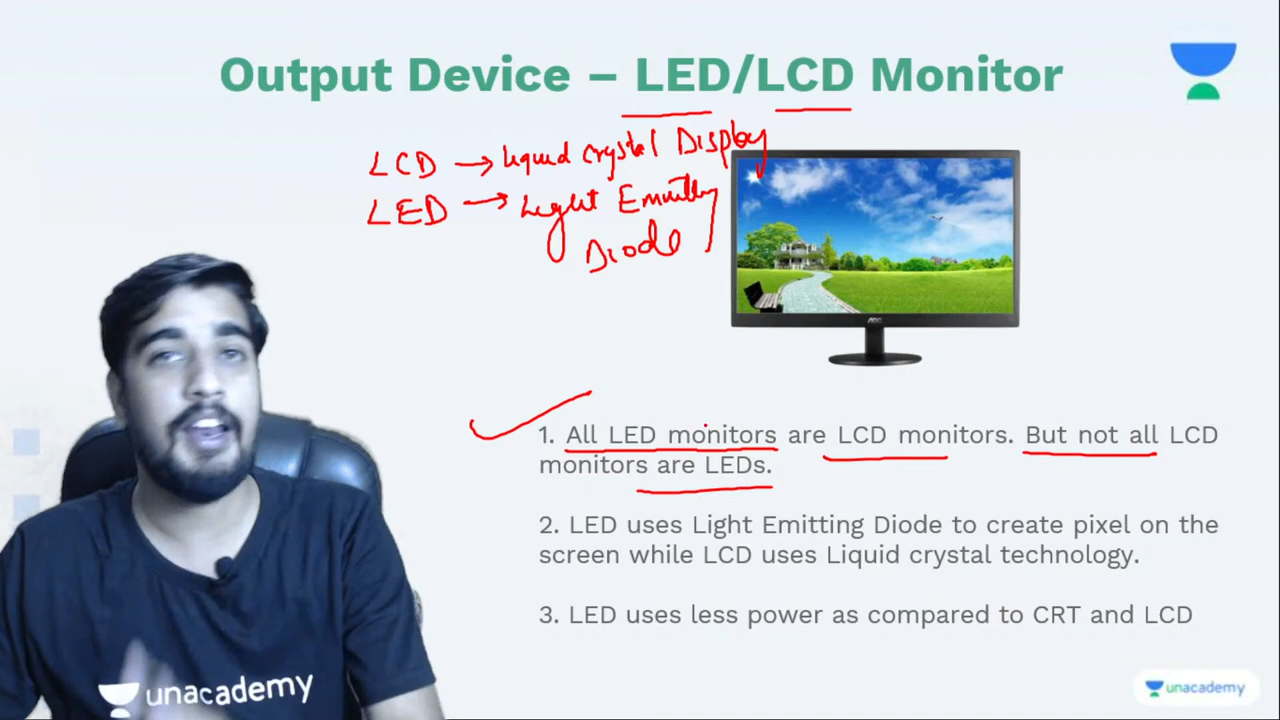 Output Device – LED/LCD Monitor
LCD → Liquid Crystal Display
LED → Light Emitting
Diode
AOC
1. All LED monitors are LCD monitors. But not all LCD
monitors are LEDs.
2. LED uses Light Emitting Diode to create pixel on the
screen while LCD uses Liquid crystal technology.
3. LED uses less power as compared to CRT and LCD
unacademy
unacademy